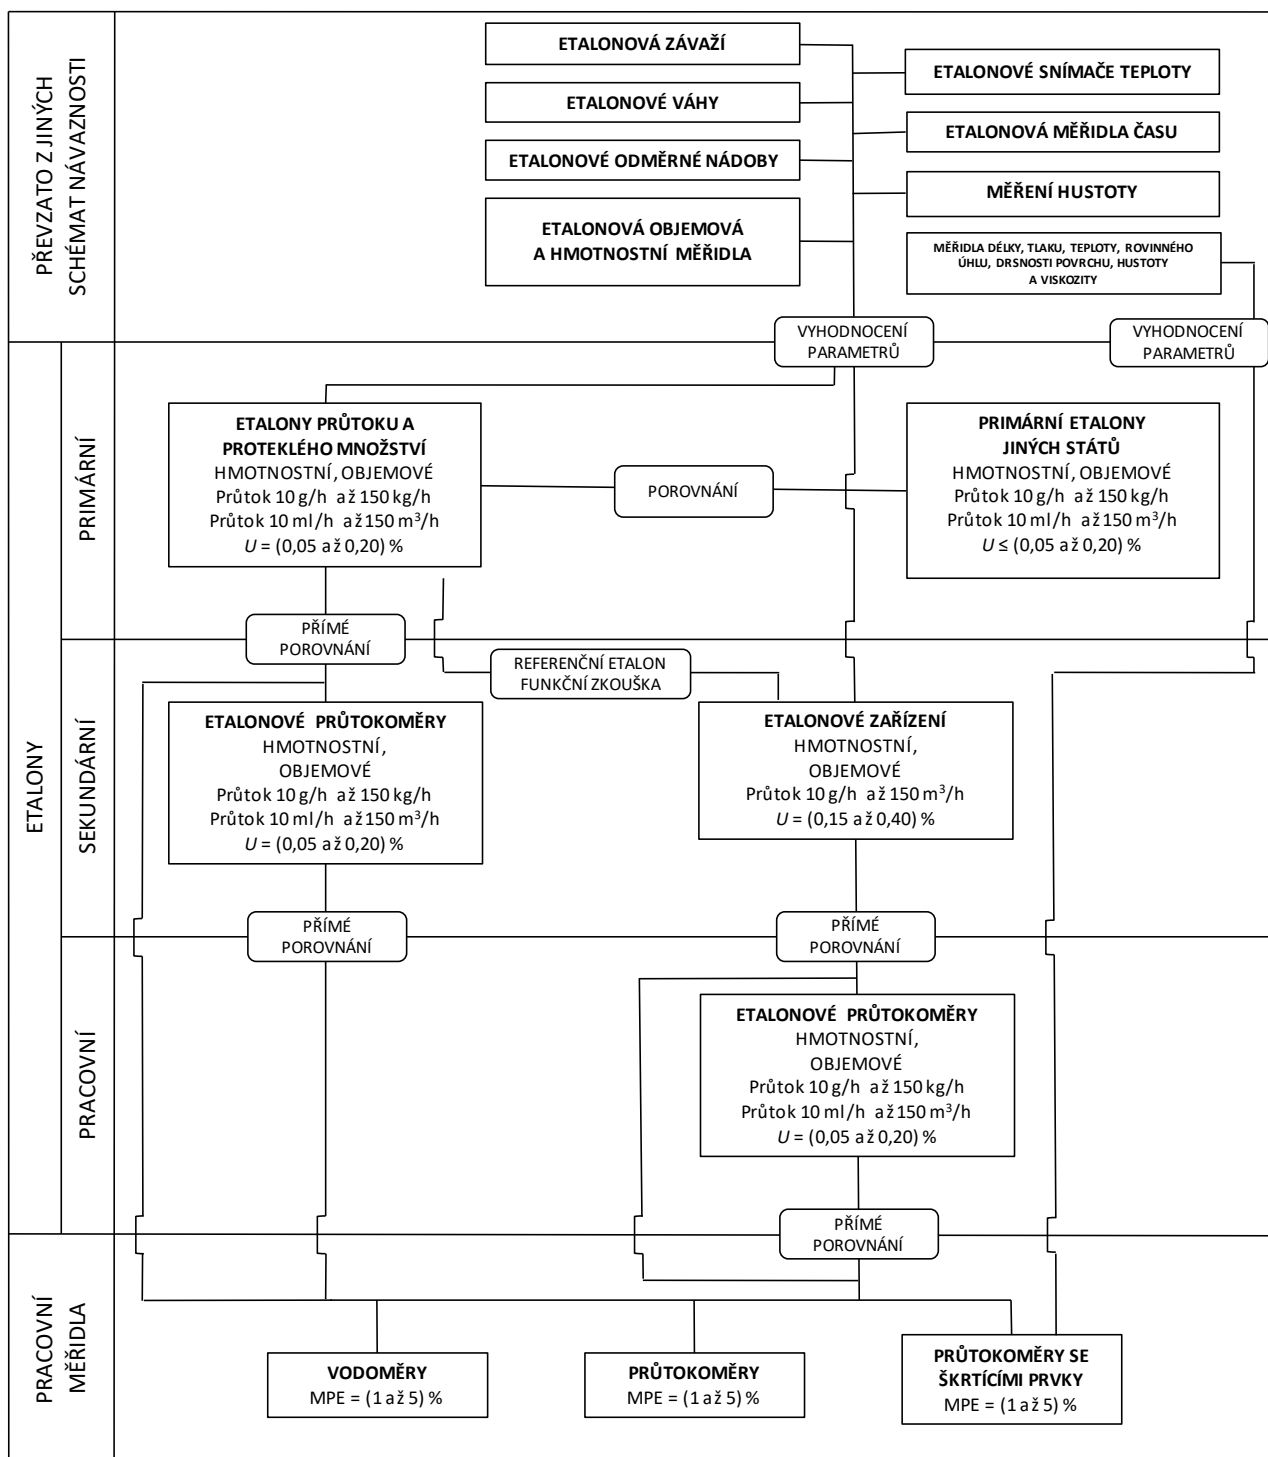 PŘEVZATO Z JINÝCH
SCHÉMAT NÁVAZNOSTI
ETALONOVÁ ZÁVAŽÍ
ETALONOVÉ SNÍMAČE TEPLOTY
ETALONOVÉ VÁHY
ETALONOVÁ MĚŘIDLA ČASU
ETALONOVÉ ODMĚRNÉ NÁDOBY
MĚŘENÍ HUSTOTY
ETALONOVÁ OBJEMOVÁ
A HMOTNOSTNÍ MĚŘIDLA
MĚŘIDLA DÉLKY, TLAKU, TEPLOTY, ROVINNÉHO
ÚHLU, DRSNOSTI POVRCHU, HUSTOTY
A VISKOZITY
VYHODNOCENÍ
PARAMETRŮ
VYHODNOCENÍ
PARAMETRŮ
ETALONY
PRIMÁRNÍ
ETALONY PRŮTOKU A
PROTEKLÉHO MNOŽSTVÍ
HMOTNOSTNÍ, OBJEMOVÉ
Průtok 10 g/h až 150 kg/h
Průtok 10 ml/h až 150 m³/h
U = (0,05 až 0,20) %
POROVNÁNÍ
PRIMÁRNÍ ETALONY
JINÝCH STÁTŮ
HMOTNOSTNÍ, OBJEMOVÉ
Průtok 10 g/h až 150 kg/h
Průtok 10 ml/h až 150 m³/h
U ≤ (0,05 až 0,20) %
PŘÍMÉ
POROVNÁNÍ
SEKUNDÁRNÍ
REFERENČNÍ ETALON
FUNKČNÍ ZKOUŠKA
ETALONOVÉ PRŮTOKOMĚRY
HMOTNOSTNÍ,
OBJEMOVÉ
Průtok 10 g/h až 150 kg/h
Průtok 10 ml/h až 150 m³/h
U = (0,05 až 0,20) %
ETALONOVÉ ZAŘÍZENÍ
HMOTNOSTNÍ,
OBJEMOVÉ
Průtok 10 g/h až 150 m³/h
U = (0,15 až 0,40) %
PŘÍMÉ
POROVNÁNÍ
PŘÍMÉ
POROVNÁNÍ
PRACOVNÍ
ETALONOVÉ PRŮTOKOMĚRY
HMOTNOSTNÍ,
OBJEMOVÉ
Průtok 10 g/h až 150 kg/h
Průtok 10 ml/h až 150 m³/h
U = (0,05 až 0,20) %
PŘÍMÉ
POROVNÁNÍ
PRACOVNÍ
MĚŘIDLA
VODOMĚRY
MPE = (1 až 5) %
PRŮTOKOMĚRY
MPE = (1 až 5) %
PRŮTOKOMĚRY SE
ŠKRTÍCÍMI PRVKY
MPE = (1 až 5) %